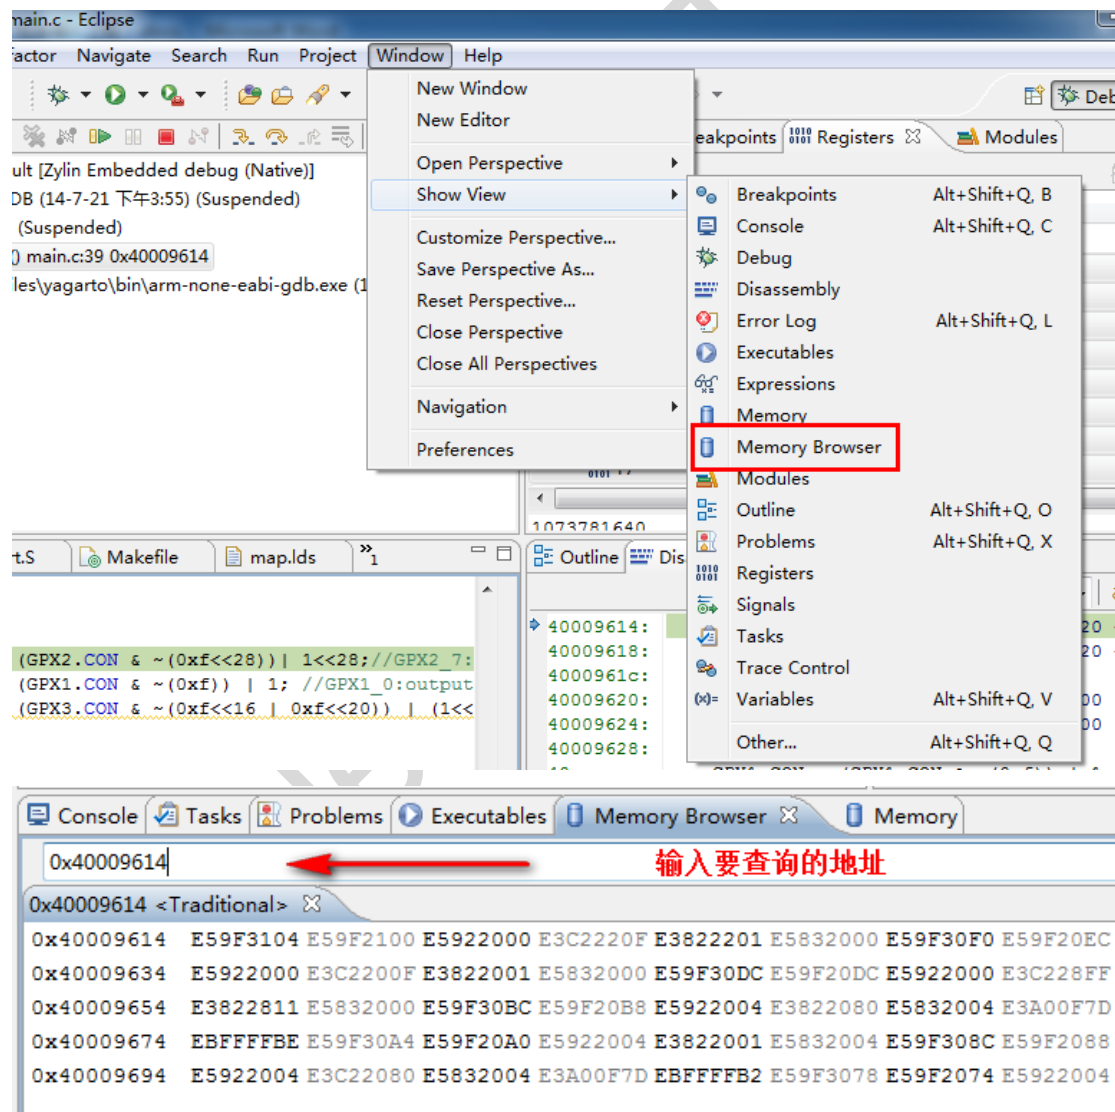 main.c - Eclipse
factor Navigate Search Run Project Window Help
New Window
New Editor
Open Perspective
Show View
Customize Perspective...
Save Perspective As...
Reset Perspective...
Close Perspective
Close All Perspectives
Navigation
Preferences
Deb
eakpoints Registers Modules
ult [Zylin Embedded debug (Native)]
DB (14-7-21 下午3:55) (Suspended)
(Suspended)
() main.c:39 0x40009614
les\yagarto\bin\arm-none-eabi-gdb.exe (1
Breakpoints Alt+Shift+Q, B
Console Alt+Shift+Q, C
Debug
Disassembly
Error Log Alt+Shift+Q, L
Executables
Expressions
Memory
Memory Browser
Modules
Outline Alt+Shift+Q, O
Problems Alt+Shift+Q, X
Registers
Signals
Tasks
Trace Control
Variables Alt+Shift+Q, V
Other... Alt+Shift+Q, Q
1073781640
rt.S Makefile map.lds »1
Outline Dis
(GPX2.CON & ~(0xf<<28))| 1<<28;//GPX2_7:
(GPX1.CON & ~(0xf)) | 1; //GPX1_0:output
(GPX3.CON & ~(0xf<<16 | 0xf<<20)) | (1<<
40009614: 20
40009618: 20
4000961c:
40009620: 00
40009624: 00
40009628:
Console Tasks Problems Executables Memory Browser Memory
0x40009614 输入要查询的地址
0x40009614 <Traditional>
0x40009614 E59F3104 E59F2100 E5922000 E3C2220F E3822201 E5832000 E59F30F0 E59F20EC
0x40009634 E5922000 E3C2200F E3822001 E5832000 E59F30DC E59F20DC E5922000 E3C228FF
0x40009654 E3822811 E5832000 E59F30BC E59F20B8 E5922004 E3822080 E5832004 E3A00F7D
0x40009674 EBFFFFBE E59F30A4 E59F20A0 E5922004 E3822001 E5832004 E59F308C E59F2088
0x40009694 E5922004 E3C22080 E5832004 E3A00F7D EBFFFFB2 E59F3078 E59F2074 E5922004